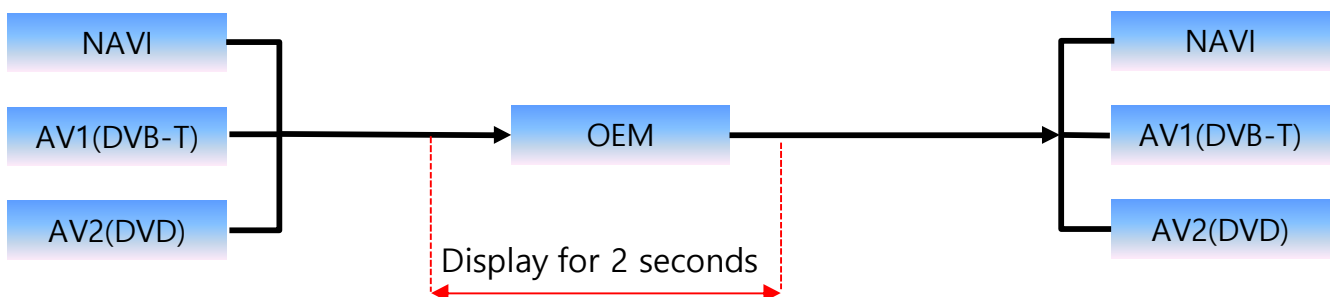 NAVI
AV1(DVB-T)
AV2(DVD)
OEM
Display for 2 seconds
NAVI
AV1(DVB-T)
AV2(DVD)